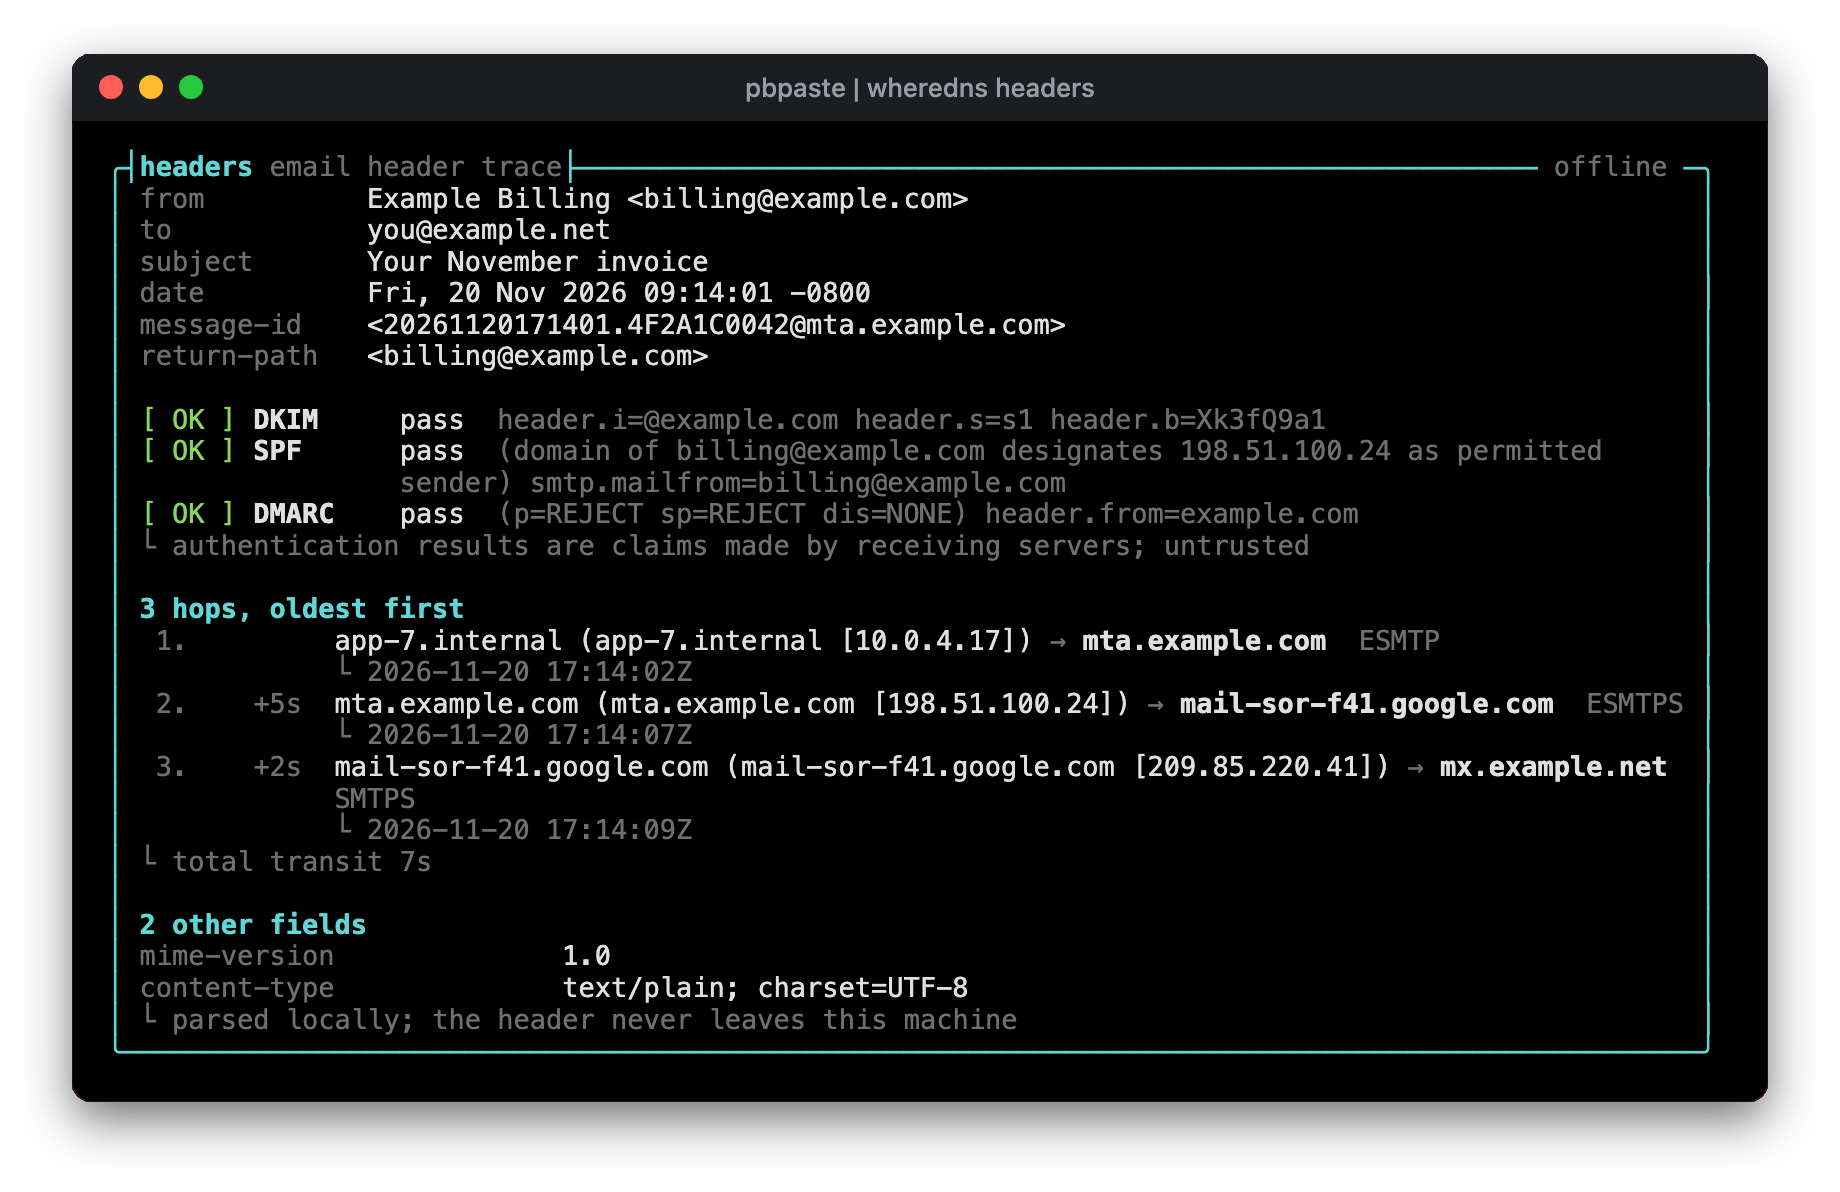 pbpaste | wheredns headers
headers email header trace offline
from Example Billing <billing@example.com>
to you@example.net
subject Your November invoice
date Fri, 20 Nov 2026 09:14:01 -0800
message-id <20261120171401.4F2A1C0042@mta.example.com>
return-path <billing@example.com>
[ OK ] DKIM pass header.i=@example.com header.s=s1 header.b=Xk3fQ9a1
[ OK ] SPF pass (domain of billing@example.com designates 198.51.100.24 as permitted
sender) smtp.mailfrom=billing@example.com
[ OK ] DMARC pass (p=REJECT sp=REJECT dis=NONE) header.from=example.com
└ authentication results are claims made by receiving servers; untrusted
3 hops, oldest first
1. app-7.internal (app-7.internal [10.0.4.17]) → mta.example.com ESMTP
└ 2026-11-20 17:14:02Z
2. +5s mta.example.com (mta.example.com [198.51.100.24]) → mail-sor-f41.google.com ESMTPS
└ 2026-11-20 17:14:07Z
3. +2s mail-sor-f41.google.com (mail-sor-f41.google.com [209.85.220.41]) → mx.example.net
SMTPS
└ 2026-11-20 17:14:09Z
└ total transit 7s
2 other fields
mime-version 1.0
content-type text/plain; charset=UTF-8
└ parsed locally; the header never leaves this machine